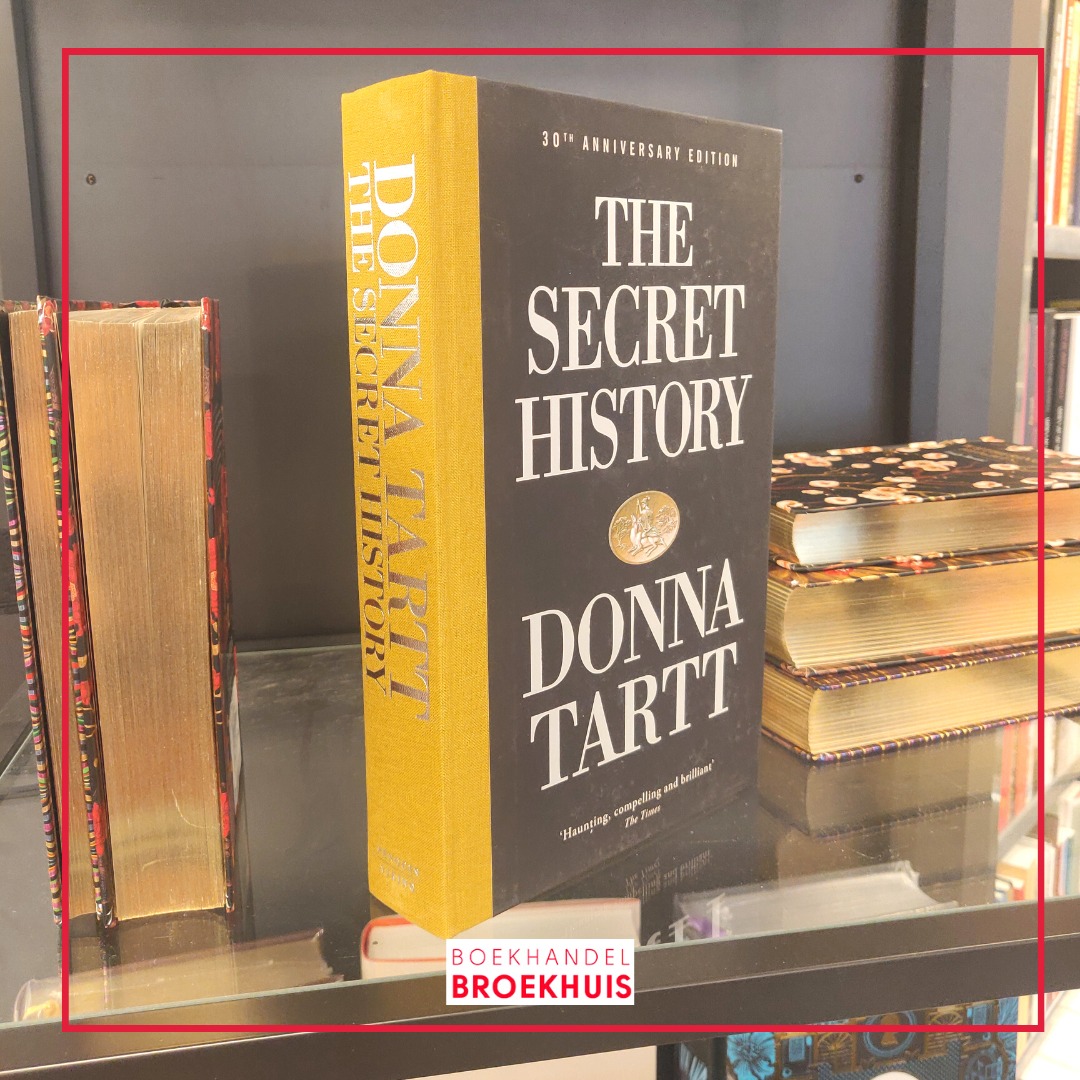 30TH ANNIVERSARY EDITION
THE
SECRET
HISTORY
DONNA
TARTT
‘Haunting, compelling and brilliant’
The Times
DONNA TARTT
THE SECRET HISTORY
BOEKHANDEL
BROEKHUIS